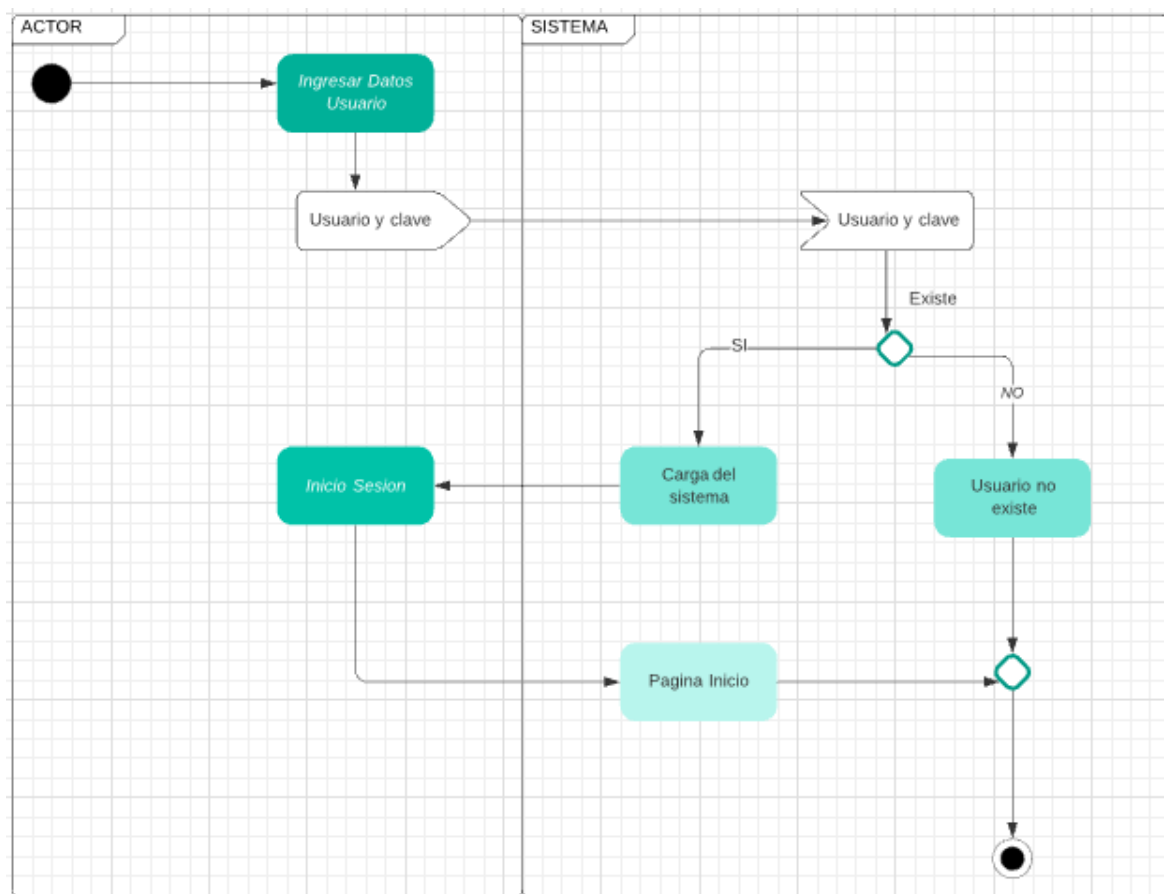 ACTOR
SISTEMA
Ingresar Datos
Usuario
Usuario y clave
Usuario y clave
Existe
SI
NO
Inicio Sesion
Carga del
sistema
Usuario no
existe
Pagina Inicio